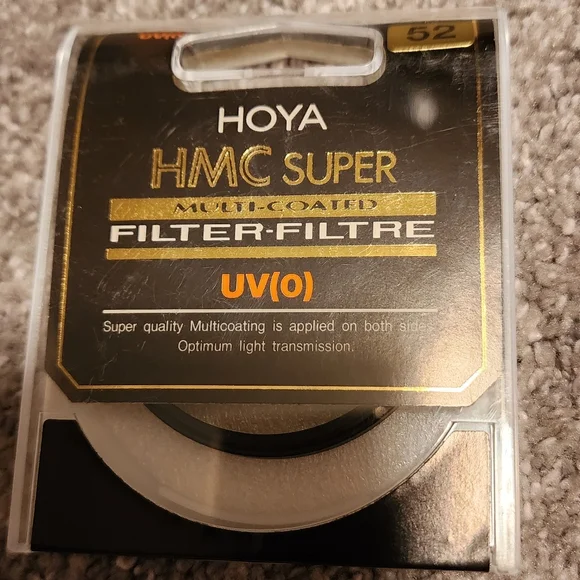 52
HOYA
HMC SUPER
MULTI-COATED
FILTER-FILTRE
UV(0)
Super quality Multicoating is applied on both
Optimum light transmission.